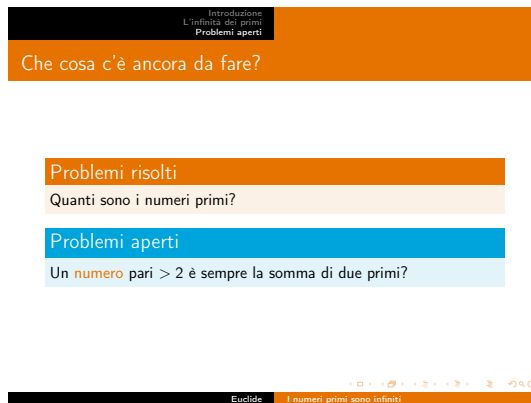 Introduzione
L'infinità dei primi
Problemi aperti
Che cosa c'è ancora da fare?
Problemi risolti
Quanti sono i numeri primi?
Problemi aperti
Un numero pari > 2 è sempre la somma di due primi?
Euclide I numeri primi sono infiniti